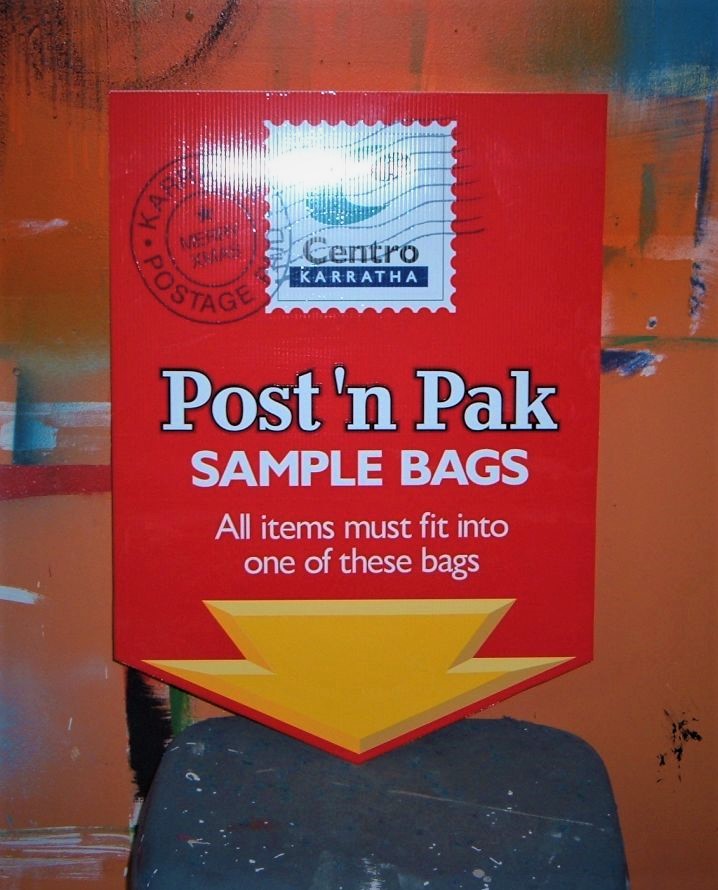 KARRATHA
MERRY
XMAS
POSTAGE PAID
Centro
KARRATHA
Post 'n Pak
SAMPLE BAGS
All items must fit into
one of these bags